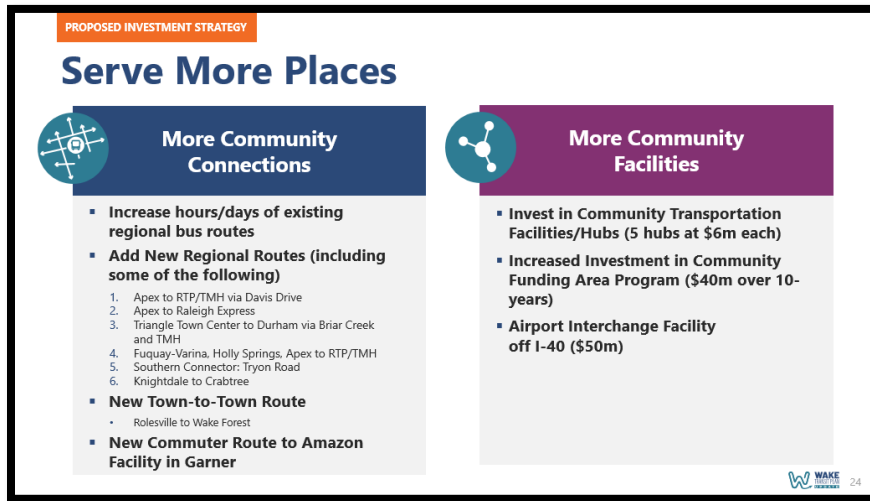 PROPOSED INVESTMENT STRATEGY
Serve More Places
More Community
Connections
▪ Increase hours/days of existing
regional bus routes
▪ Add New Regional Routes (including
some of the following)
1. Apex to RTP/TMH via Davis Drive
2. Apex to Raleigh Express
3. Triangle Town Center to Durham via Briar Creek
and TMH
4. Fuquay-Varina, Holly Springs, Apex to RTP/TMH
5. Southern Connector: Tryon Road
6. Knightdale to Crabtree
▪ New Town-to-Town Route
• Rolesville to Wake Forest
▪ New Commuter Route to Amazon
Facility in Garner
More Community
Facilities
▪ Invest in Community Transportation
Facilities/Hubs (5 hubs at $6m each)
▪ Increased Investment in Community
Funding Area Program ($40m over 10-
years)
▪ Airport Interchange Facility
off I-40 ($50m)
WAKE
TRANSIT PLAN
UPDATE
24